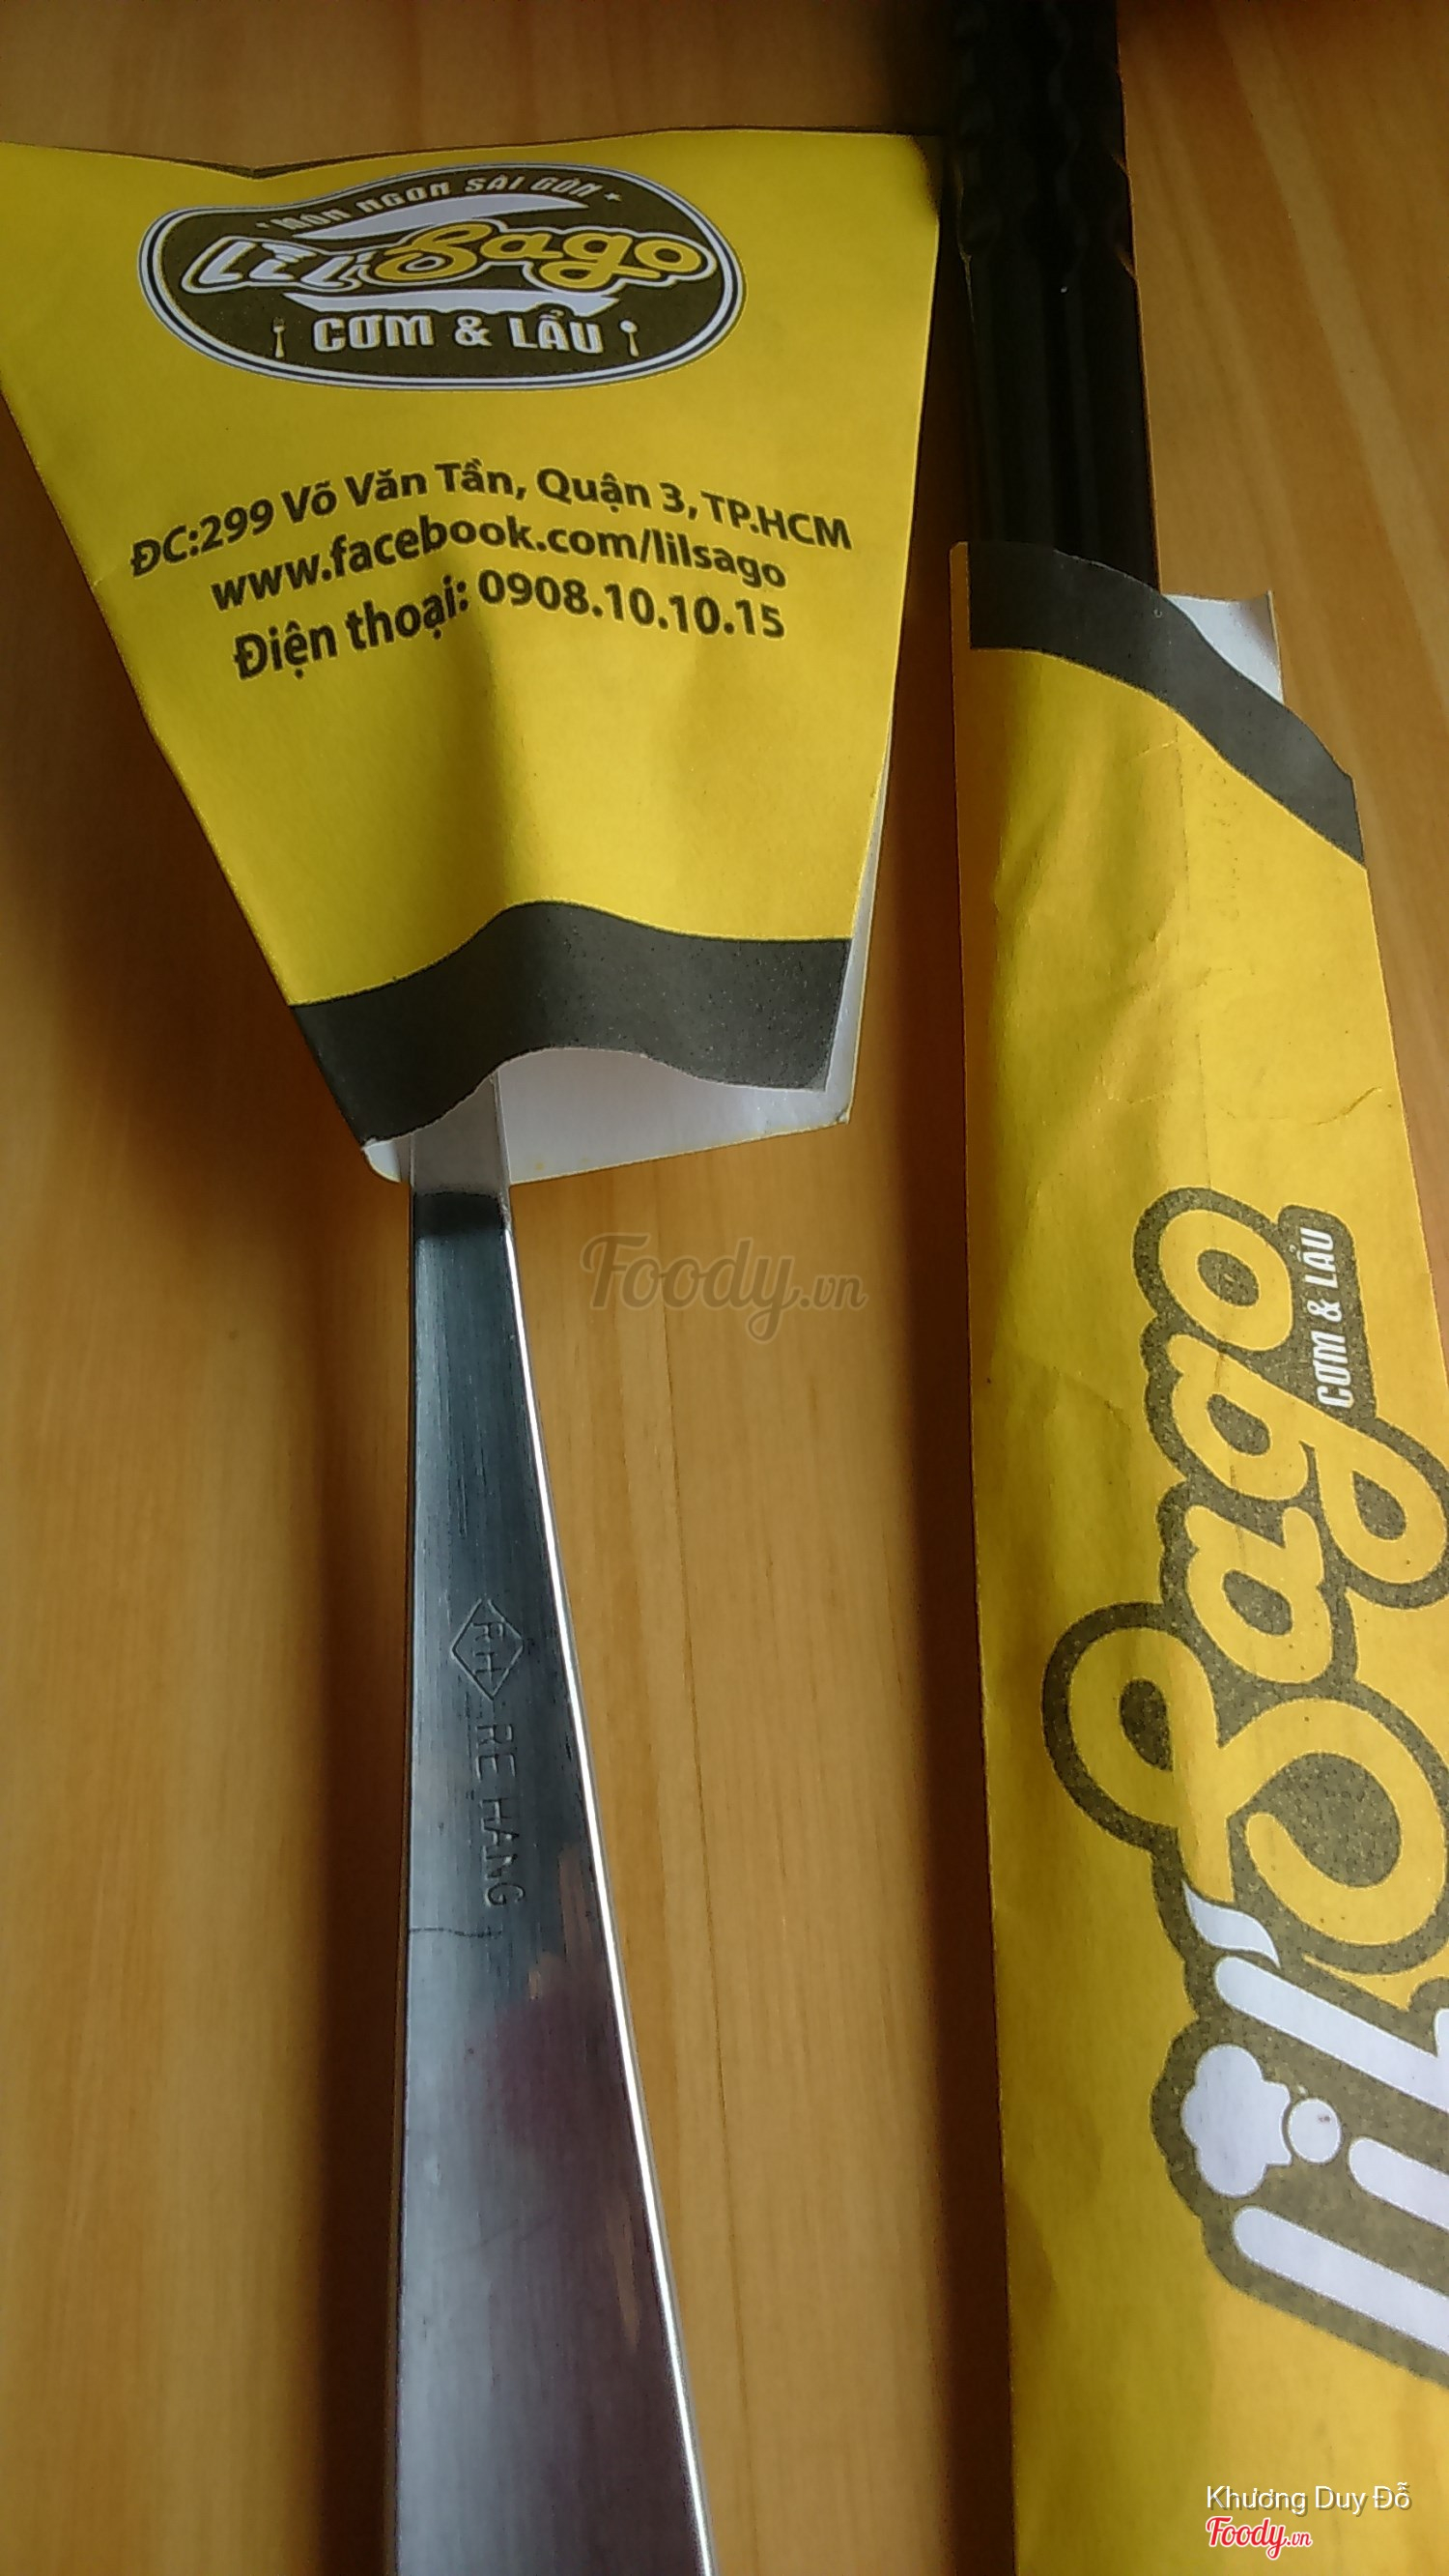 MÓN NGON SÀI GÒN
Lil'Sago
CƠM & LẨU
ĐC:299 Võ Văn Tần, Quận 3, TP.HCM
www.facebook.com/lilsago
Điện thoại: 0908.10.10.15
Foody.vn
RH RE HANG
lil'Sago
CƠM & LẨU
Khương Duy Đỗ
Foody.vn